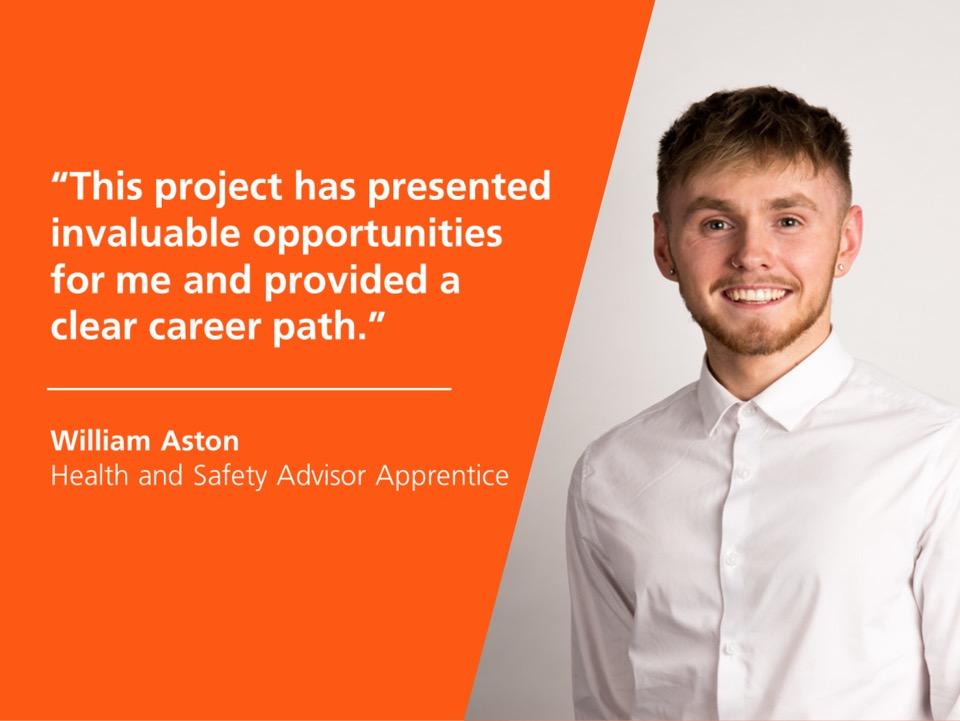 “This project has presented
invaluable opportunities
for me and provided a
clear career path.”
William Aston
Health and Safety Advisor Apprentice